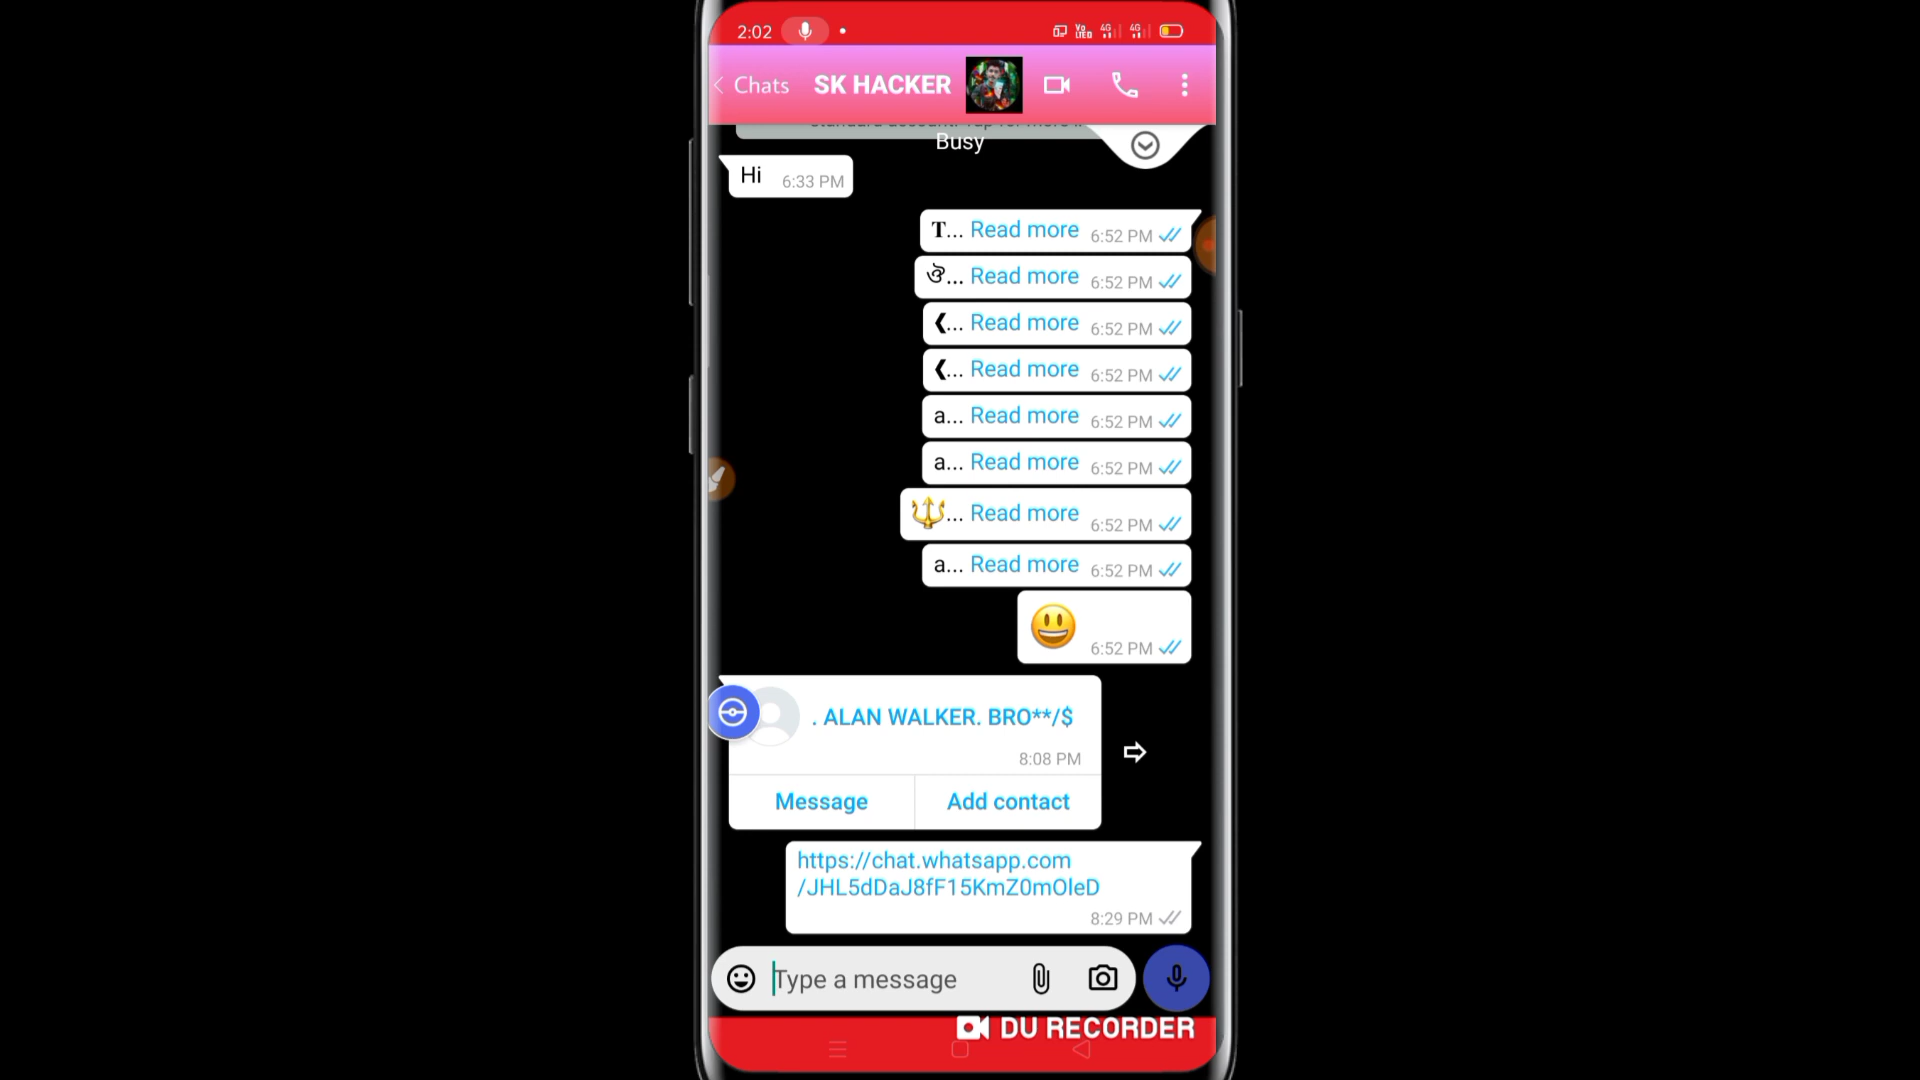 2:02
Chats SK HACKER
Busy
Hi 6:33 PM
T... Read more 6:52 PM
ঔ... Read more 6:52 PM
❮... Read more 6:52 PM
❮... Read more 6:52 PM
a... Read more 6:52 PM
a... Read more 6:52 PM
🔱... Read more 6:52 PM
a... Read more 6:52 PM
😃 6:52 PM
. ALAN WALKER. BRO**/$
8:08 PM
Message Add contact
https://chat.whatsapp.com
/JHL5dDaJ8fF15KmZ0mOleD
8:29 PM
Type a message
DU RECORDER